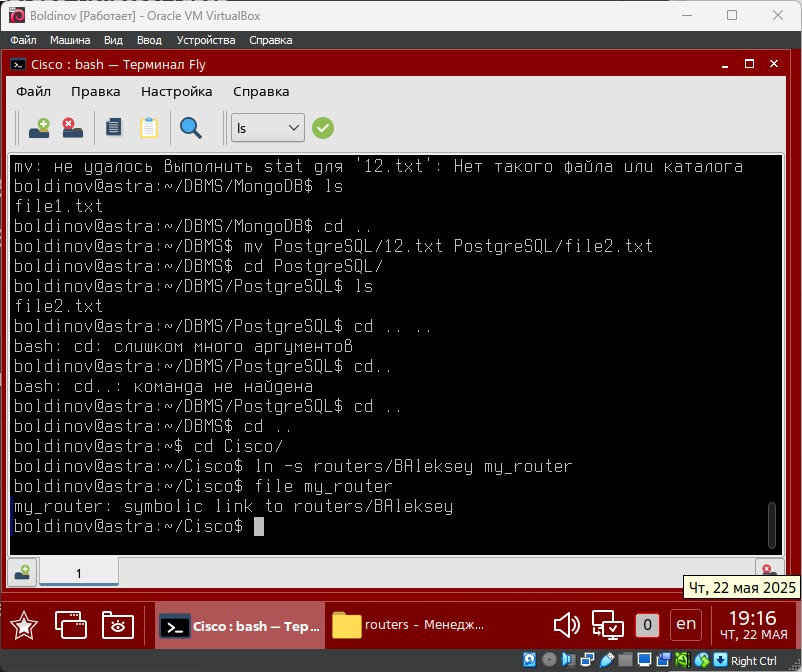 Boldinov [Работает] - Oracle VM VirtualBox
Файл Машина Вид Ввод Устройства Справка
Cisco : bash — Терминал Fly
Файл Правка Настройка Справка
ls
mv: не удалось выполнить stat для '12.txt': Нет такого файла или каталога
boldinov@astra:~/DBMS/MongoDB$ ls
file1.txt
boldinov@astra:~/DBMS/MongoDB$ cd ..
boldinov@astra:~/DBMS$ mv PostgreSQL/12.txt PostgreSQL/file2.txt
boldinov@astra:~/DBMS$ cd PostgreSQL/
boldinov@astra:~/DBMS/PostgreSQL$ ls
file2.txt
boldinov@astra:~/DBMS/PostgreSQL$ cd .. ..
bash: cd: слишком много аргументов
boldinov@astra:~/DBMS/PostgreSQL$ cd..
bash: cd..: команда не найдена
boldinov@astra:~/DBMS/PostgreSQL$ cd ..
boldinov@astra:~/DBMS$ cd ..
boldinov@astra:~$ cd Cisco/
boldinov@astra:~/Cisco$ ln -s routers/BAleksey my_router
boldinov@astra:~/Cisco$ file my_router
my_router: symbolic link to routers/BAleksey
boldinov@astra:~/Cisco$
1
Чт, 22 мая 2025
Cisco : bash — Тер...
routers - Менедж...
0
en
19:16
ЧТ, 22 МАЯ
Right Ctrl